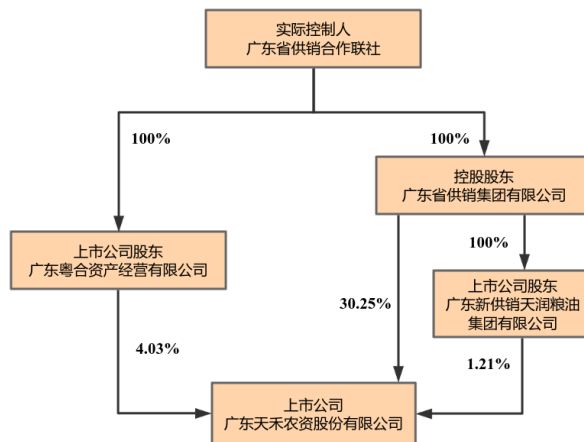 实际控制人
广东省供销合作联社
100%
100%
控股股东
广东省供销集团有限公司
上市公司股东
广东粤合资产经营有限公司
100%
上市公司股东
广东新供销天润粮油
集团有限公司
30.25%
4.03%
1.21%
上市公司
广东天禾农资股份有限公司